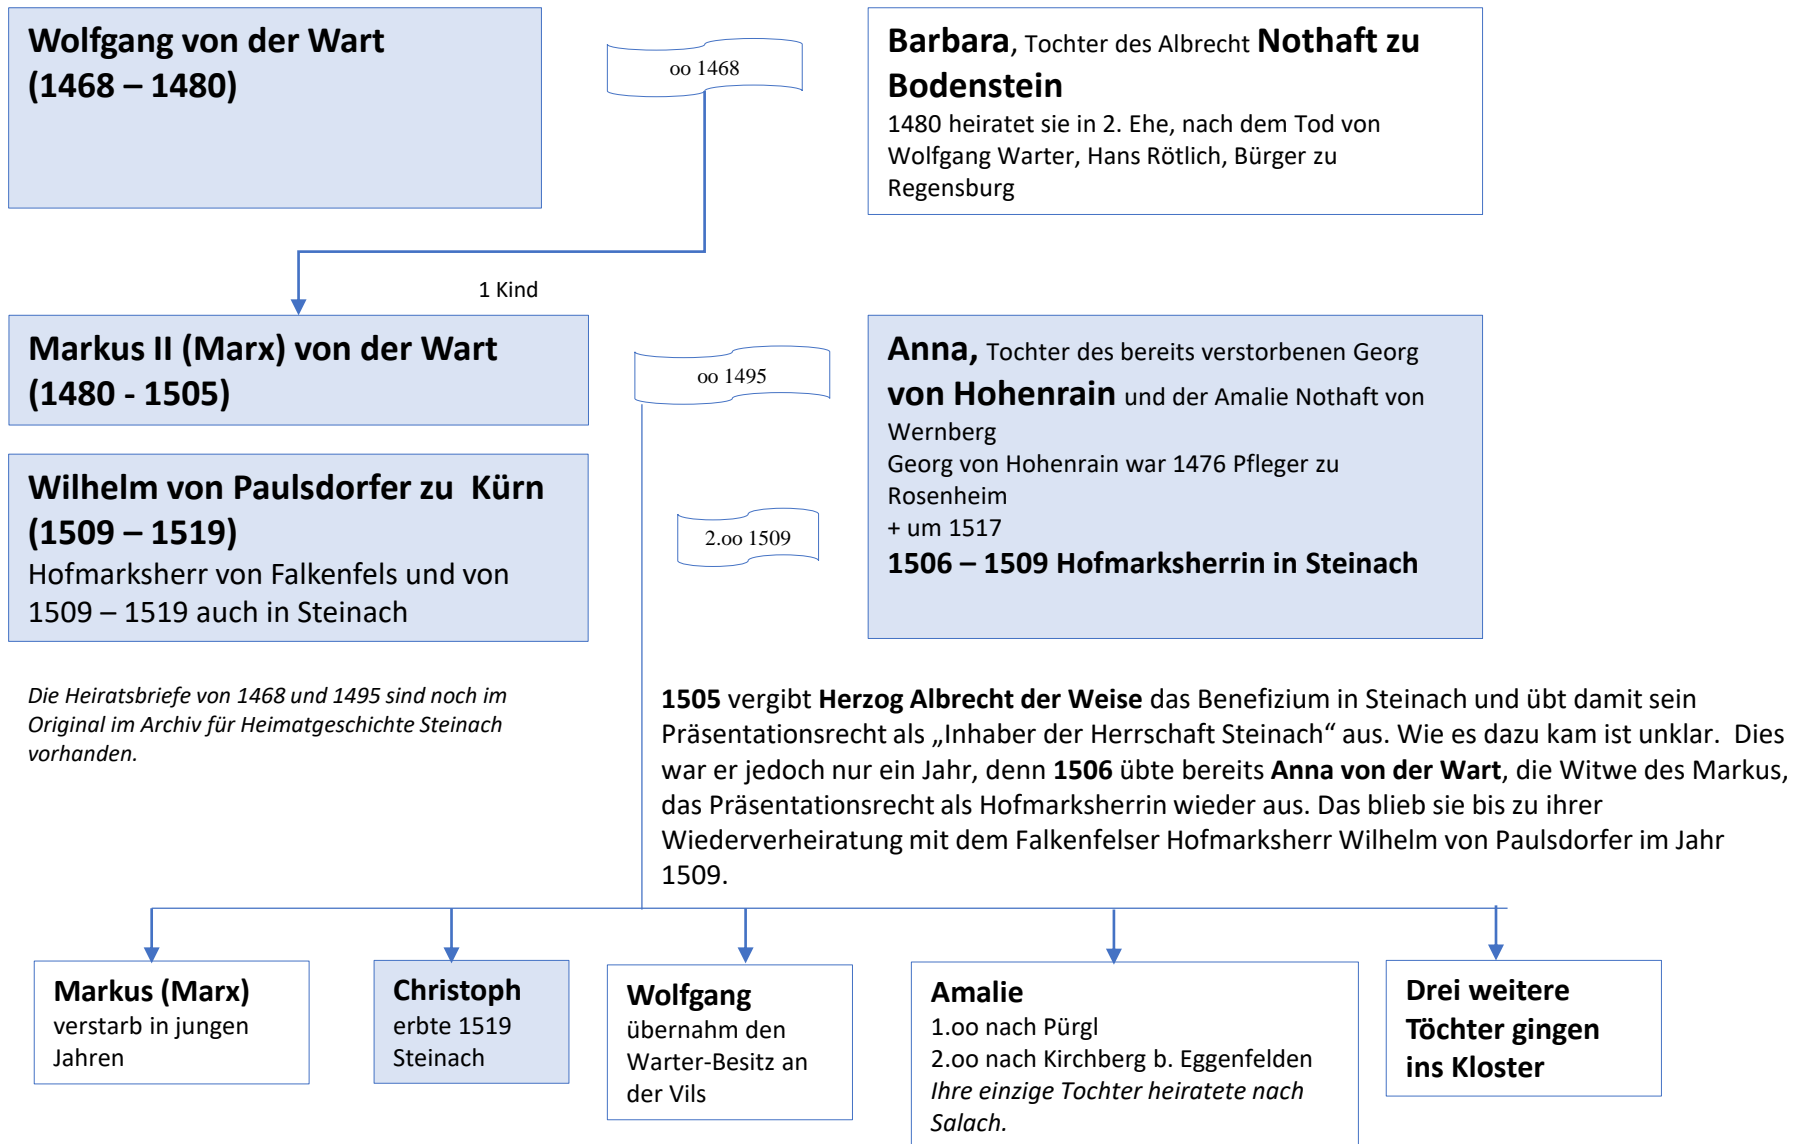 Wolfgang von der Wart
(1468 – 1480)
oo 1468
Barbara, Tochter des Albrecht Nothaft zu
Bodenstein
1480 heiratet sie in 2. Ehe, nach dem Tod von
Wolfgang Warter, Hans Rötlich, Bürger zu
Regensburg
1 Kind
Markus II (Marx) von der Wart
(1480 - 1505)
oo 1495
Anna, Tochter des bereits verstorbenen Georg
von Hohenrain und der Amalie Nothaft von
Wernberg
Georg von Hohenrain war 1476 Pfleger zu
Rosenheim
+ um 1517
1506 – 1509 Hofmarksherrin in Steinach
Wilhelm von Paulsdorfer zu  Kürn
(1509 – 1519)
Hofmarksherr von Falkenfels und von
1509 – 1519 auch in Steinach
2.oo 1509
Die Heiratsbriefe von 1468 und 1495 sind noch im
Original im Archiv für Heimatgeschichte Steinach
vorhanden.
1505 vergibt Herzog Albrecht der Weise das Benefizium in Steinach und übt damit sein
Präsentationsrecht als „Inhaber der Herrschaft Steinach“ aus. Wie es dazu kam ist unklar.  Dies
war er jedoch nur ein Jahr, denn 1506 übte bereits Anna von der Wart, die Witwe des Markus,
das Präsentationsrecht als Hofmarksherrin wieder aus. Das blieb sie bis zu ihrer
Wiederverheiratung mit dem Falkenfelser Hofmarksherr Wilhelm von Paulsdorfer im Jahr
1509.
Markus (Marx)
verstarb in jungen
Jahren
Christoph
erbte 1519
Steinach
Wolfgang
übernahm den
Warter-Besitz an
der Vils
Amalie
1.oo nach Pürgl
2.oo nach Kirchberg b. Eggenfelden
Ihre einzige Tochter heiratete nach
Salach.
Drei weitere
Töchter gingen
ins Kloster